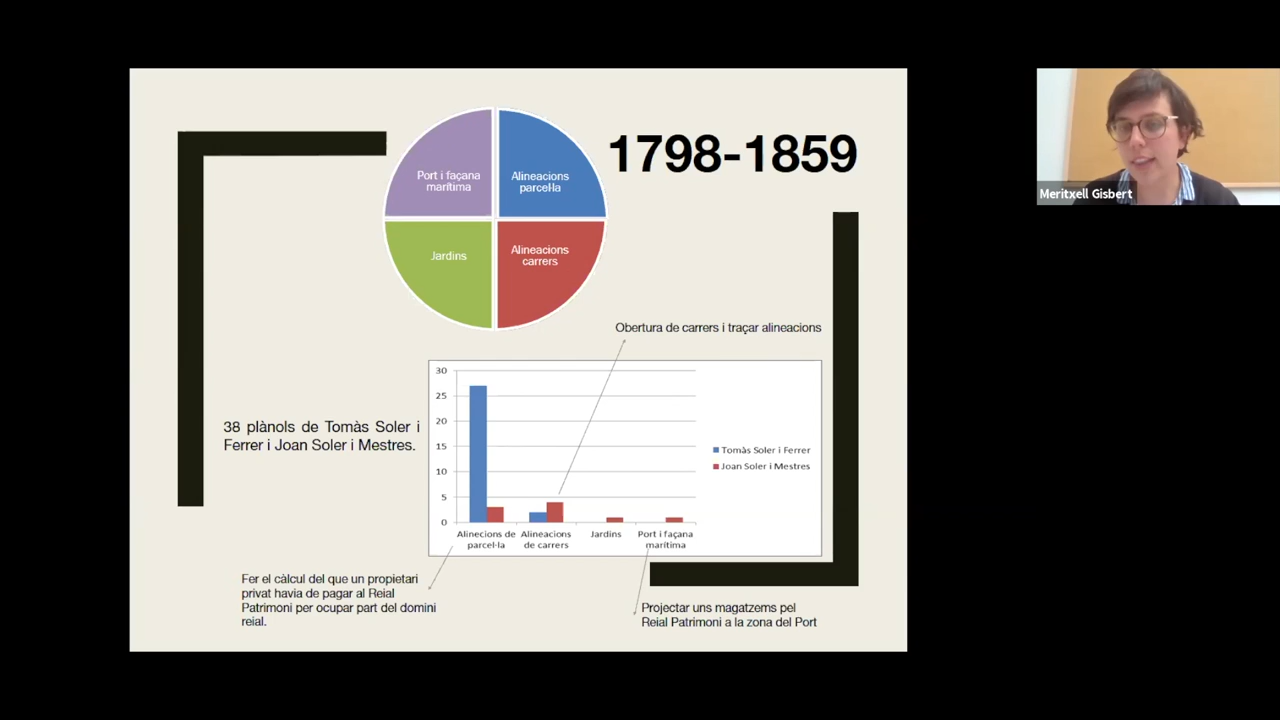 1798-1859
Port i façana
marítima
Alineacions
parcel·la
Jardins
Alineacions
carrers
Meritxell Gisbert
Obertura de carrers i traçar alineacions
38 plànols de Tomàs Soler i
Ferrer i Joan Soler i Mestres.
30
25
20
15
10
5
0
Alinecions de
parcel·la
Alineacions
de carrers
Jardins
Port i façana
marítima
Tomàs Soler i Ferrer
Joan Soler i Mestres
Fer el càlcul del que un propietari
privat havia de pagar al Reial
Patrimoni per ocupar part del domini
reial.
Projectar uns magatzems pel
Reial Patrimoni a la zona del Port